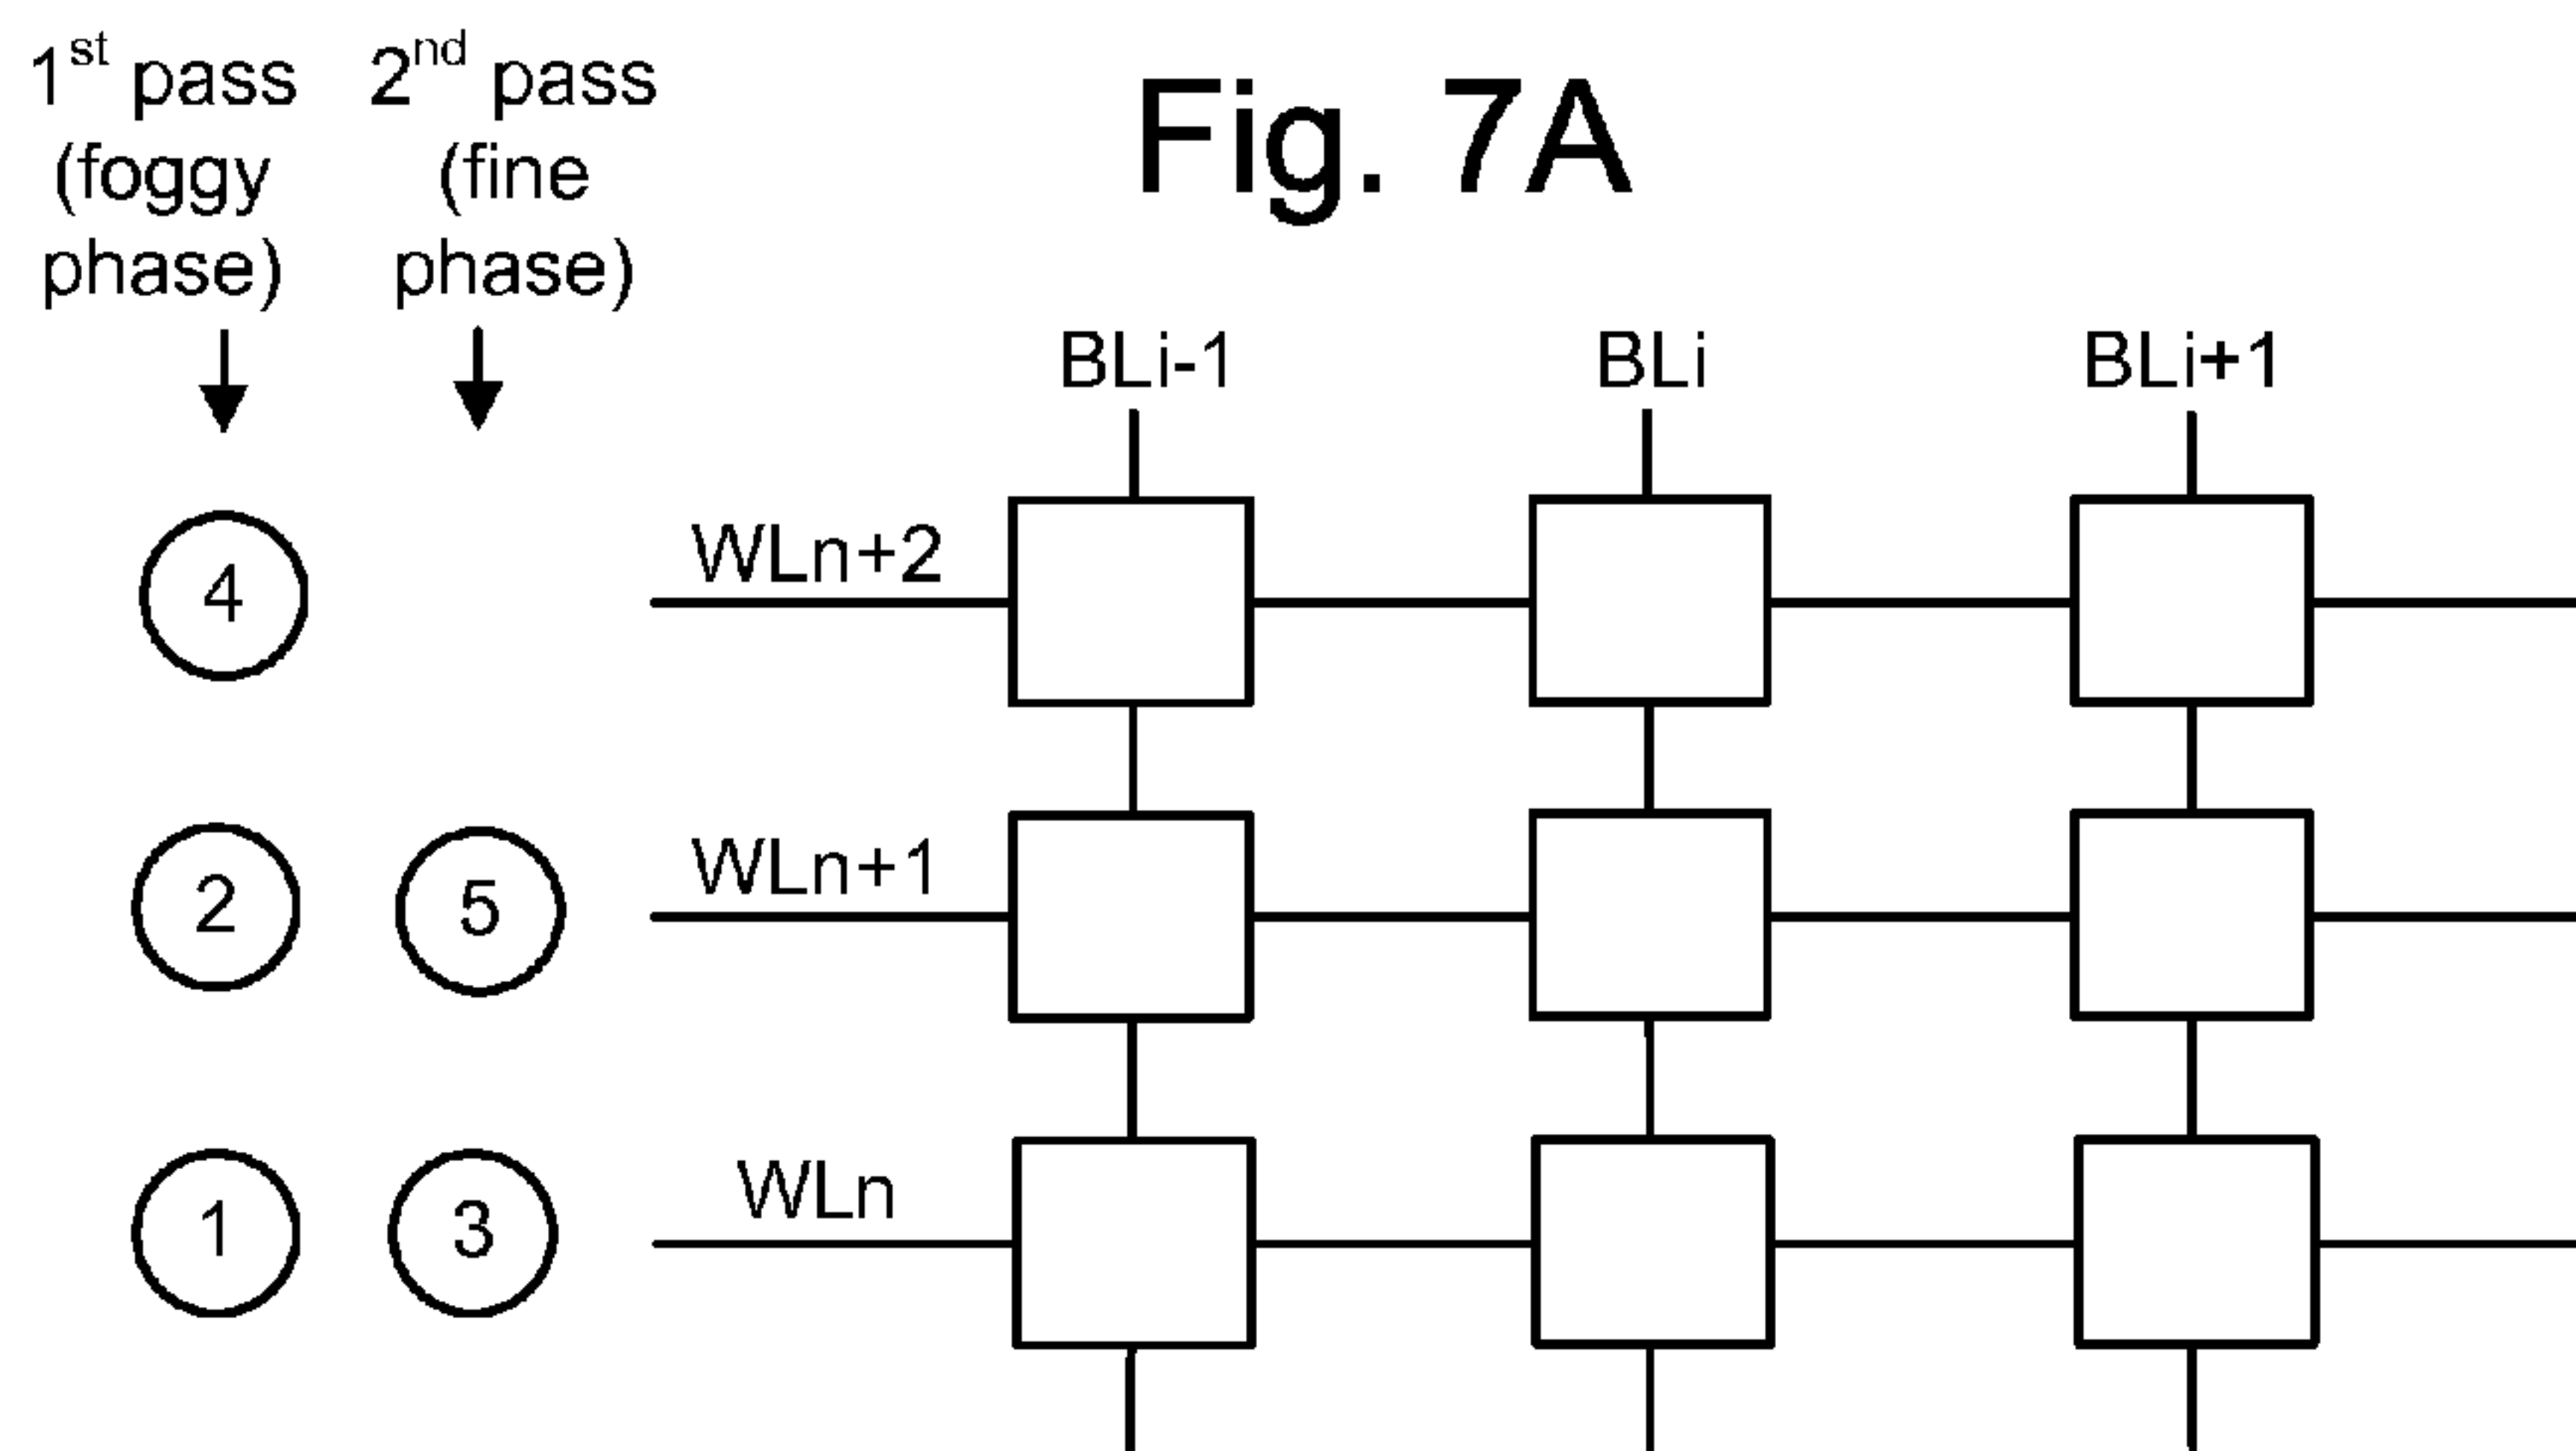 1st pass
(foggy
phase)
2nd pass
(fine
phase)
Fig. 7A
BLi-1
BLi
BLi+1
4
WLn+2
2
5
WLn+1
1
3
WLn